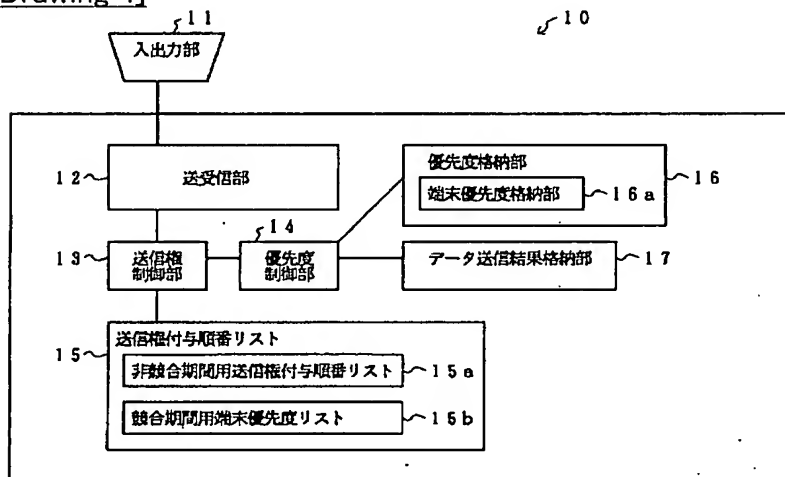 Drawing 4]
11
10
入出力部
12
送受信部
優先度格納部
端末優先度格納部
16a
16
14
13
送信権
制御部
優先度
制御部
データ送信結果格納部
17
送信権付与順番リスト
15
非競合期間用送信権付与順番リスト
15a
競合期間用端末優先度リスト
15b